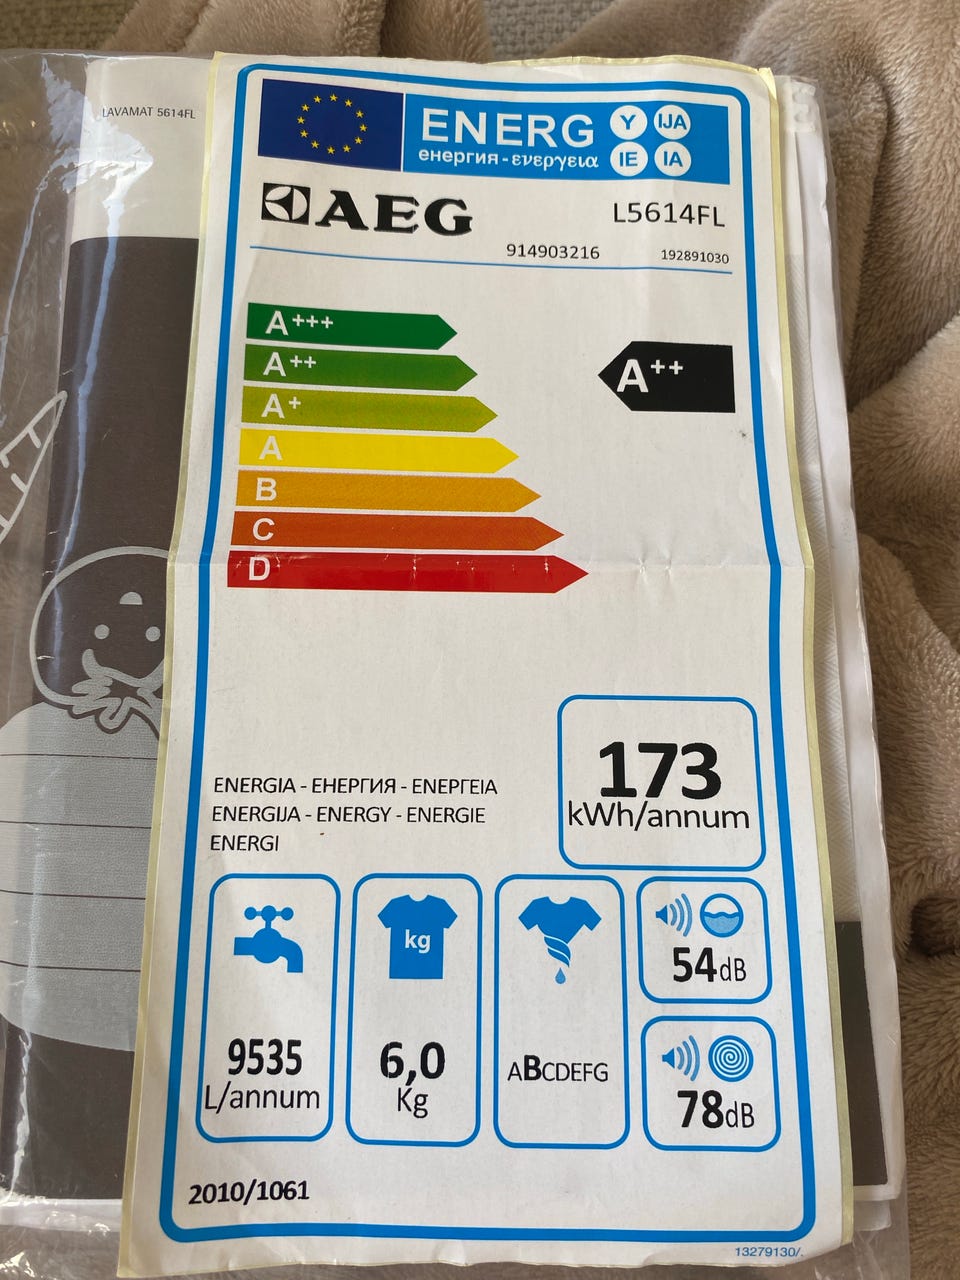 LAVAMAT 5614FL
ENERG Y IJA
енергия - ενεργεια IE IA
AEG L5614FL
914903216 192891030
A+++
A++ A++
A+
A
B
C
D
173
kWh/annum
ENERGIA - ЕНЕРГИЯ - ΕΝΕΡΓΕΙΑ
ENERGIJA - ENERGY - ENERGIE
ENERGI
kg
9535
L/annum
6,0
Kg
ABCDEFG
54dB
78dB
2010/1061
13279130/.